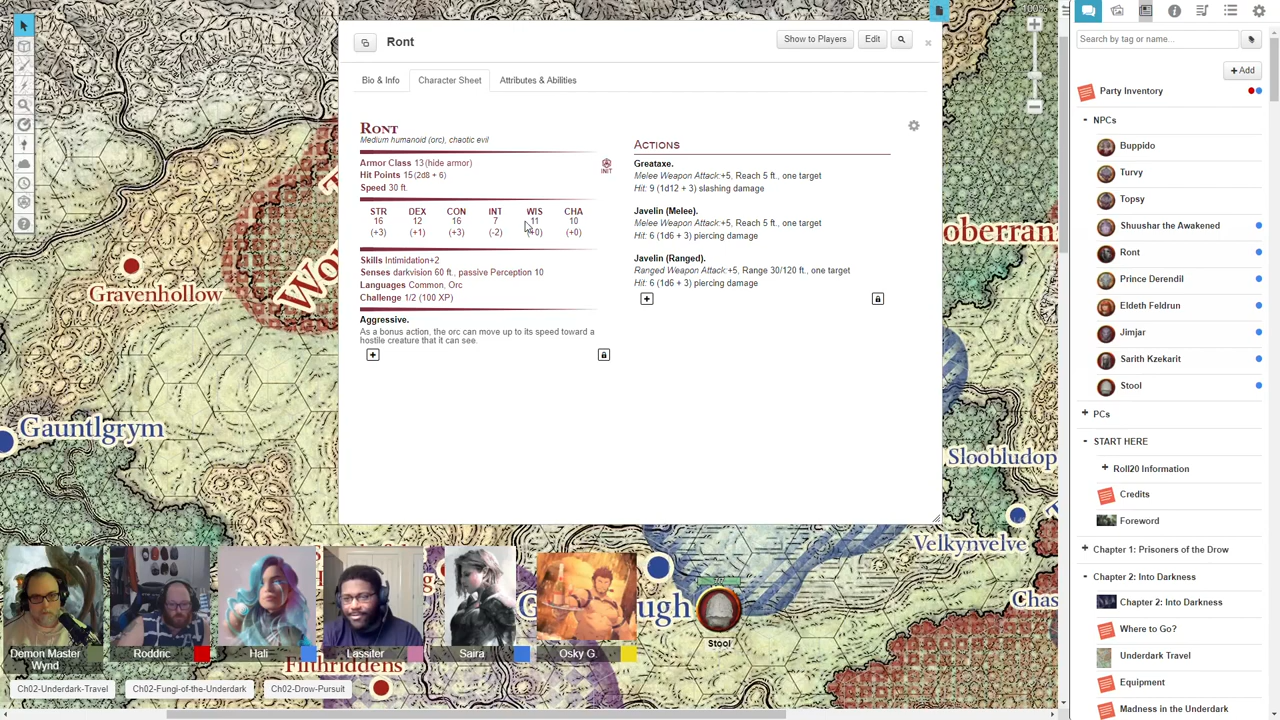 100%
Ront
Show to Players
Edit
Bio & Info
Character Sheet
Attributes & Abilities
Ront
Medium humanoid (orc), chaotic evil
Armor Class 13 (hide armor)
Hit Points 15 (2d8 + 6)
Speed 30 ft.
INIT
STR DEX CON INT WIS CHA
16 12 16 7 11 10
(+3) (+1) (+3) (-2) (+0) (+0)
Skills Intimidation+2
Senses darkvision 60 ft., passive Perception 10
Languages Common, Orc
Challenge 1/2 (100 XP)
Aggressive.
As a bonus action, the orc can move up to its speed toward a
hostile creature that it can see.
Actions
Greataxe.
Melee Weapon Attack:+5, Reach 5 ft., one target
Hit: 9 (1d12 + 3) slashing damage
Javelin (Melee).
Melee Weapon Attack:+5, Reach 5 ft., one target
Hit: 6 (1d6 + 3) piercing damage
Javelin (Ranged).
Ranged Weapon Attack:+5, Range 30/120 ft., one target
Hit: 6 (1d6 + 3) piercing damage
Gravenhollow
Gauntlgrym
oberran
Sloobludop
Velkynvelve
Chas
ugh
7/7
Stool
Filthriddens
Demon Master
Wynd
Roddric
Hali
Lassiter
Saira
Osky G.
Ch02-Underdark-Travel
Ch02-Fungi-of-the-Underdark
Ch02-Drow-Pursuit
Search by tag or name...
+ Add
Party Inventory
NPCs
Buppido
Turvy
Topsy
Shuushar the Awakened
Ront
Prince Derendil
Eldeth Feldrun
Jimjar
Sarith Kzekarit
Stool
PCs
START HERE
Roll20 Information
Credits
Foreword
Chapter 1: Prisoners of the Drow
Chapter 2: Into Darkness
Chapter 2: Into Darkness
Where to Go?
Underdark Travel
Equipment
Madness in the Underdark